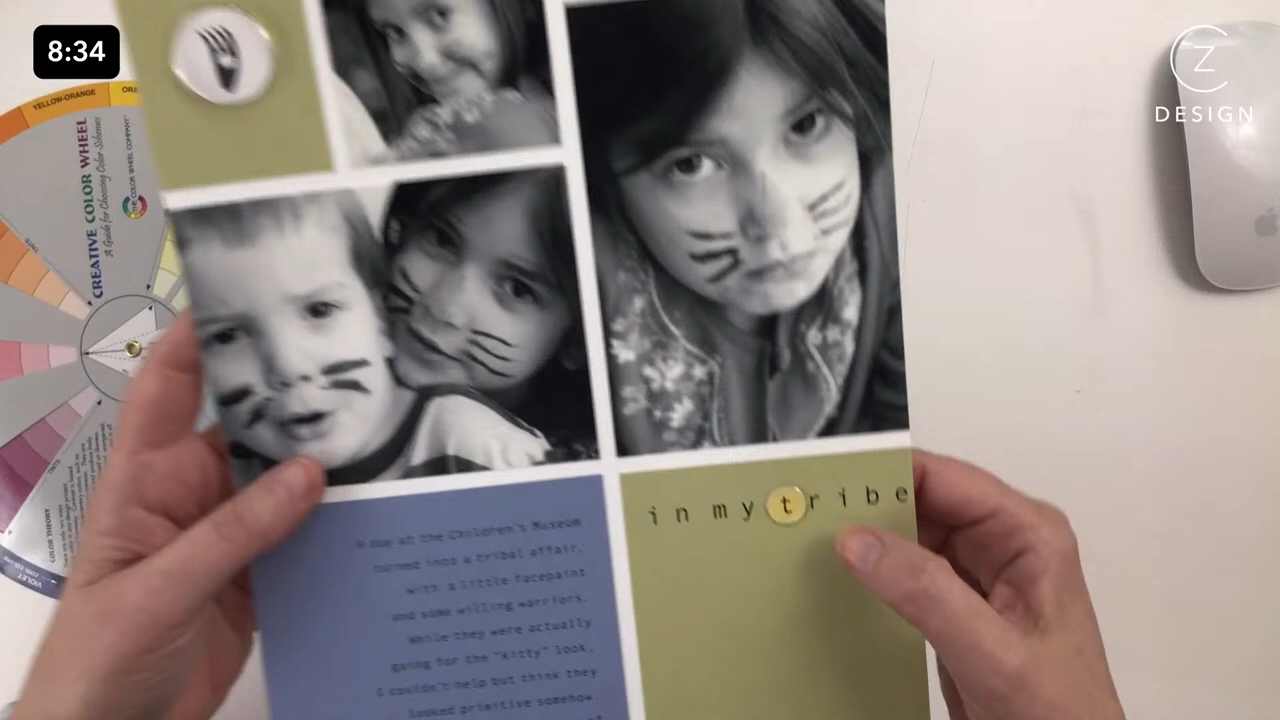 8:34
CZ
DESIGN
YELLOW-ORANGE
CREATIVE COLOR WHEEL
A Guide for Choosing Color Schemes
THE COLOR WHEEL COMPANY
TINTS
COLOR THEORY
VIOLET
in my tribe
A day at the Children's Museum
turned into a tribal affair,
with a little facepaint
and some willing warriors.
While they were actually
going for the "kitty" look,
I couldn't help but think they
looked primitive somehow.